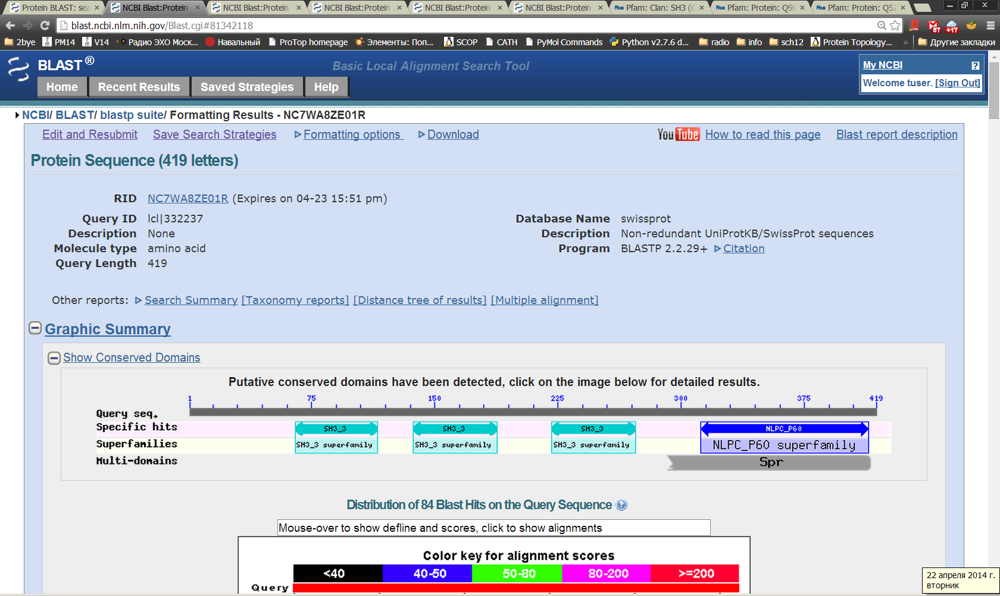 Protein BLAST: sea
NCBI Blast:Protein
NCBI Blast:Protein
NCBI Blast:Protein
NCBI Blast:Protein
NCBI Blast:Protein
Pfam: Clan: SH3 (C
Pfam: Protein: Q9F
Pfam: Protein: Q5Z
blast.ncbi.nlm.nih.gov/Blast.cgi#81342118
57
+17
2bye
PM14
V14
Радио ЭХО Моск...
Навальный
ProTop homepage
Элементы: Поп...
SCOP
CATH
PyMol Commands
Python v2.7.6 d...
radio
info
sch12
Protein Topology...
»
Другие закладки
BLAST ®
Basic Local Alignment Search Tool
My NCBI
?
Welcome tuser. [Sign Out]
Home
Recent Results
Saved Strategies
Help
NCBI/ BLAST/ blastp suite/ Formatting Results - NC7WA8ZE01R
Edit and Resubmit
Save Search Strategies
Formatting options
Download
YouTube
How to read this page
Blast report description
Protein Sequence (419 letters)
RID NC7WA8ZE01R (Expires on 04-23 15:51 pm)
Query ID lcl|332237
Description None
Molecule type amino acid
Query Length 419
Database Name swissprot
Description Non-redundant UniProtKB/SwissProt sequences
Program BLASTP 2.2.29+ Citation
Other reports: Search Summary [Taxonomy reports] [Distance tree of results] [Multiple alignment]
Graphic Summary
Show Conserved Domains
Putative conserved domains have been detected, click on the image below for detailed results.
1 75 150 225 300 375 419
Query seq.
Specific hits SH3_3 SH3_3 SH3_3 NLPC_P60
Superfamilies SH3_3 superfamily SH3_3 superfamily SH3_3 superfamily NLPC_P60 superfamily
Multi-domains Spr
Distribution of 84 Blast Hits on the Query Sequence ?
Mouse-over to show defline and scores, click to show alignments
Color key for alignment scores
<40 40-50 50-80 80-200 >=200
Query
22 апреля 2014 г.
вторник